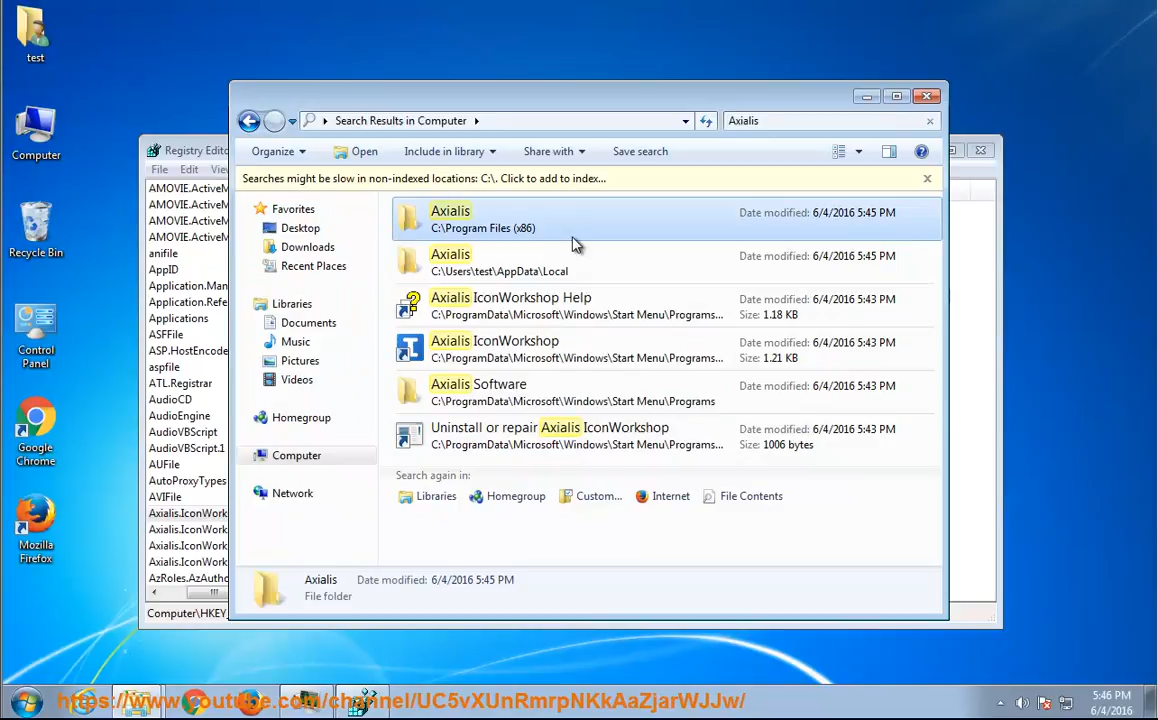 test
Computer
Recycle Bin
Control
Panel
Google
Chrome
Mozilla
Firefox
Registry Edito
File Edit Vie
AMOVIE.ActiveM
AMOVIE.ActiveM
AMOVIE.ActiveM
AMOVIE.ActiveM
anifile
AppID
Application.Man
Application.Refe
Applications
ASFFile
ASP.HostEncode
aspfile
ATL.Registrar
AudioCD
AudioEngine
AudioVBScript
AudioVBScript.1
AUFile
AutoProxyTypes
AVIFile
Axialis.IconWork
Axialis.IconWork
Axialis.IconWork
Axialis.IconWork
AzRoles.AzAutho
Computer\HKEY_
Search Results in Computer
Axialis
Organize Open Include in library Share with Save search
Searches might be slow in non-indexed locations: C:\. Click to add to index...
Favorites
Desktop
Downloads
Recent Places
Libraries
Documents
Music
Pictures
Videos
Homegroup
Computer
Network
Axialis Date modified: 6/4/2016 5:45 PM
C:\Program Files (x86)
Axialis Date modified: 6/4/2016 5:45 PM
C:\Users\test\AppData\Local
Axialis IconWorkshop Help Date modified: 6/4/2016 5:43 PM
C:\ProgramData\Microsoft\Windows\Start Menu\Programs... Size: 1.18 KB
Axialis IconWorkshop Date modified: 6/4/2016 5:43 PM
C:\ProgramData\Microsoft\Windows\Start Menu\Programs... Size: 1.21 KB
Axialis Software Date modified: 6/4/2016 5:43 PM
C:\ProgramData\Microsoft\Windows\Start Menu\Programs
Uninstall or repair Axialis IconWorkshop Date modified: 6/4/2016 5:43 PM
C:\ProgramData\Microsoft\Windows\Start Menu\Programs... Size: 1006 bytes
Search again in:
Libraries Homegroup Custom... Internet File Contents
Axialis Date modified: 6/4/2016 5:45 PM
File folder
https://www.youtube.com/channel/UC5vXUnRmrpNKkAaZjarWJJw/
5:46 PM
6/4/2016